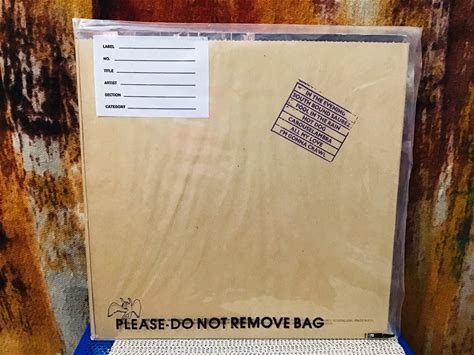 LABEL
NO.
TITLE
ARTIST
SECTION
CATEGORY
IN THE EVENING
SOUTH BOUND SAUREZ
FOOL IN THE RAIN
HOT DOG
CAROUSELAMBRA
ALL MY LOVE
I'M GONNA CRAWL
PLEASE-DO NOT REMOVE BAG